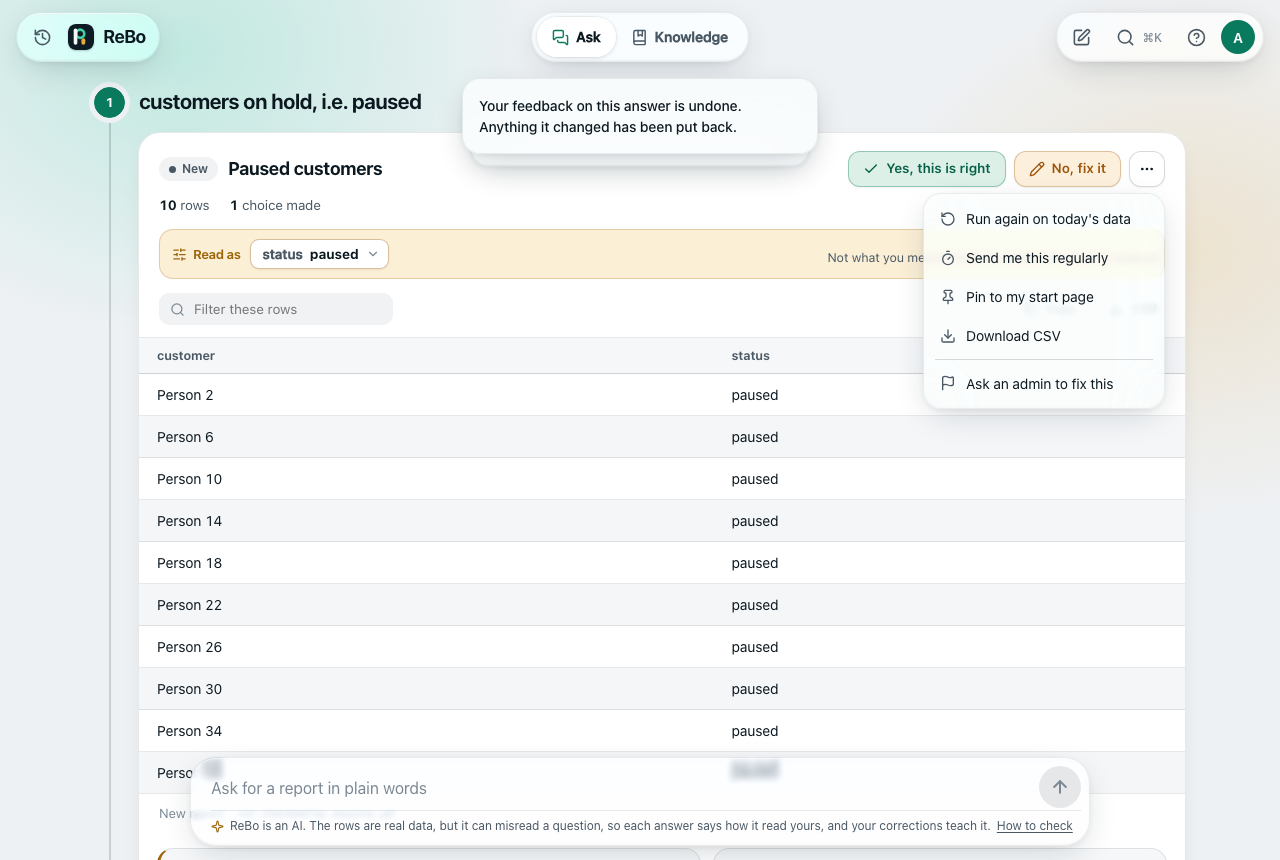 ReBo
Ask
Knowledge
⌘K
A
1
customers on hold, i.e. paused
Your feedback on this answer is undone.
Anything it changed has been put back.
New
Paused customers
Yes, this is right
No, fix it
10 rows
1 choice made
Read as
status paused
Not what you
Run again on today's data
Send me this regularly
Pin to my start page
Download CSV
Ask an admin to fix this
Filter these rows
customer
status
Person 2
paused
Person 6
paused
Person 10
paused
Person 14
paused
Person 18
paused
Person 22
paused
Person 26
paused
Person 30
paused
Person 34
paused
Ask for a report in plain words
New
ReBo is an AI. The rows are real data, but it can misread a question, so each answer says how it read yours, and your corrections teach it. How to check